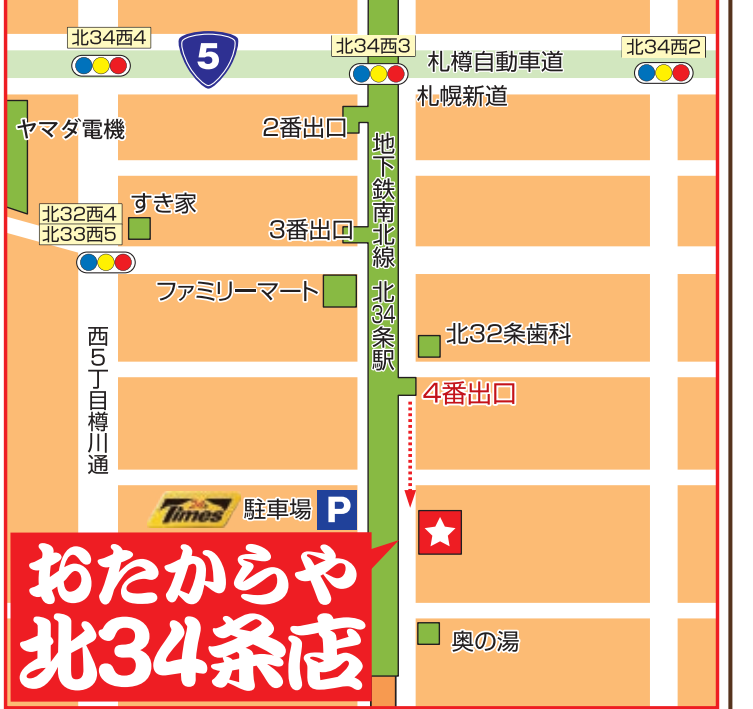 北34西4
5
北34西3
北34西2
札樽自動車道
札幌新道
ヤマダ電機
2番出口
地下鉄南北線 北34条駅
すき家
北32西4
北33西5
3番出口
ファミリーマート
北32条歯科
西5丁目樽川通
4番出口
24h
Times
駐車場
P
おたからや
北34条店
奥の湯